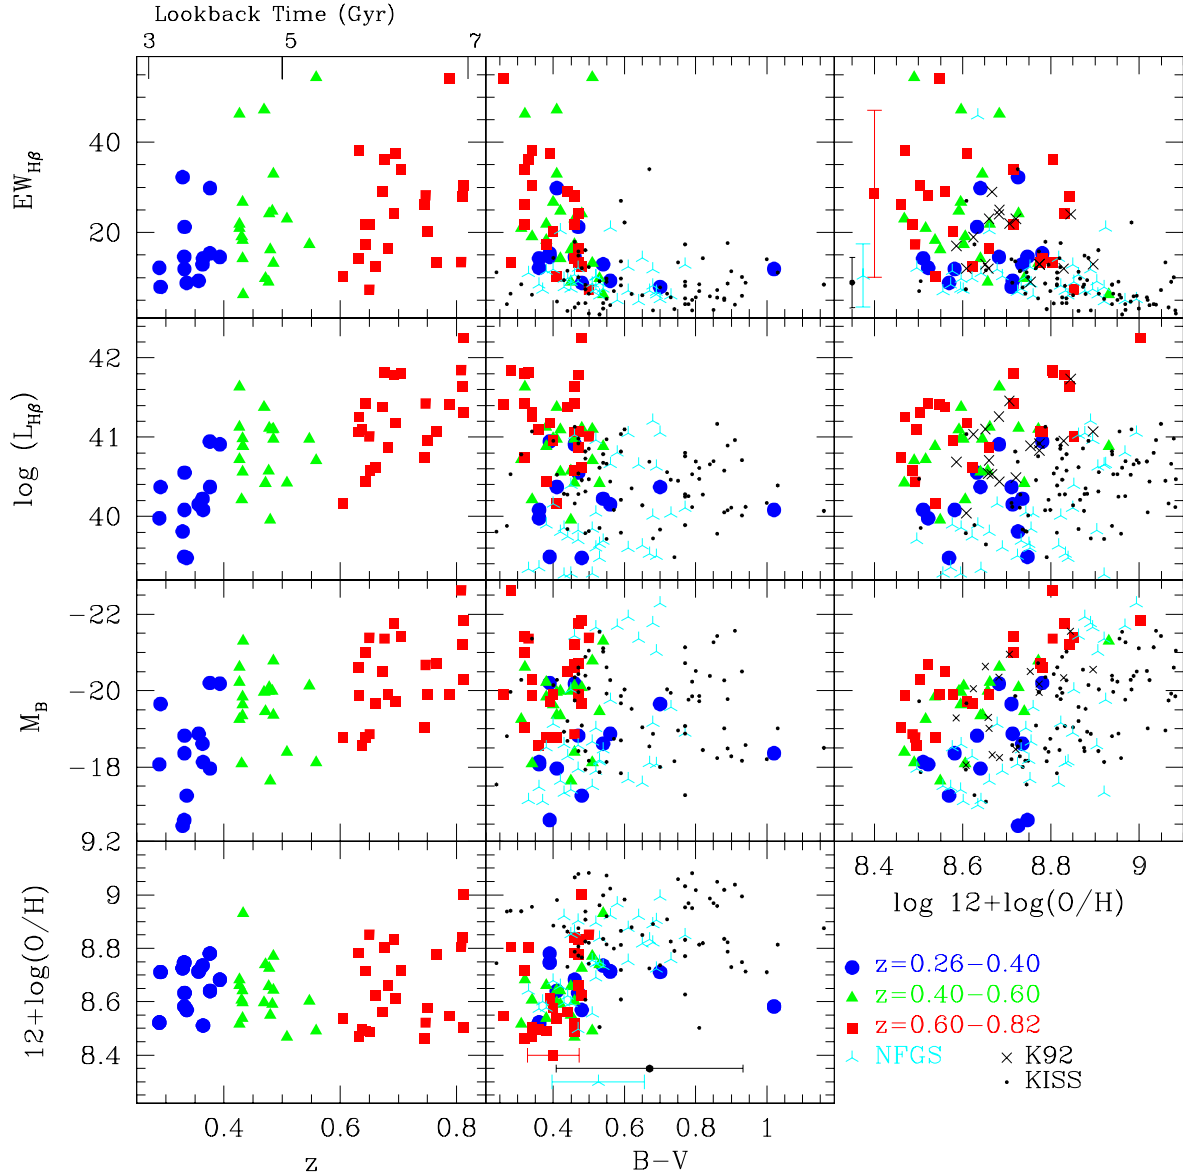 Lookback Time (Gyr)
3 5 7
EW_Hβ
40
20
log (L_Hβ)
42
41
40
M_B
−22
−20
−18
9.2
12+log(O/H)
9
8.8
8.6
8.4
0.4 0.6 0.8
z
0.4 0.6 0.8 1
B−V
8.4 8.6 8.8 9
log 12+log(O/H)
z=0.26−0.40
z=0.40−0.60
z=0.60−0.82
NFGS
K92
KISS